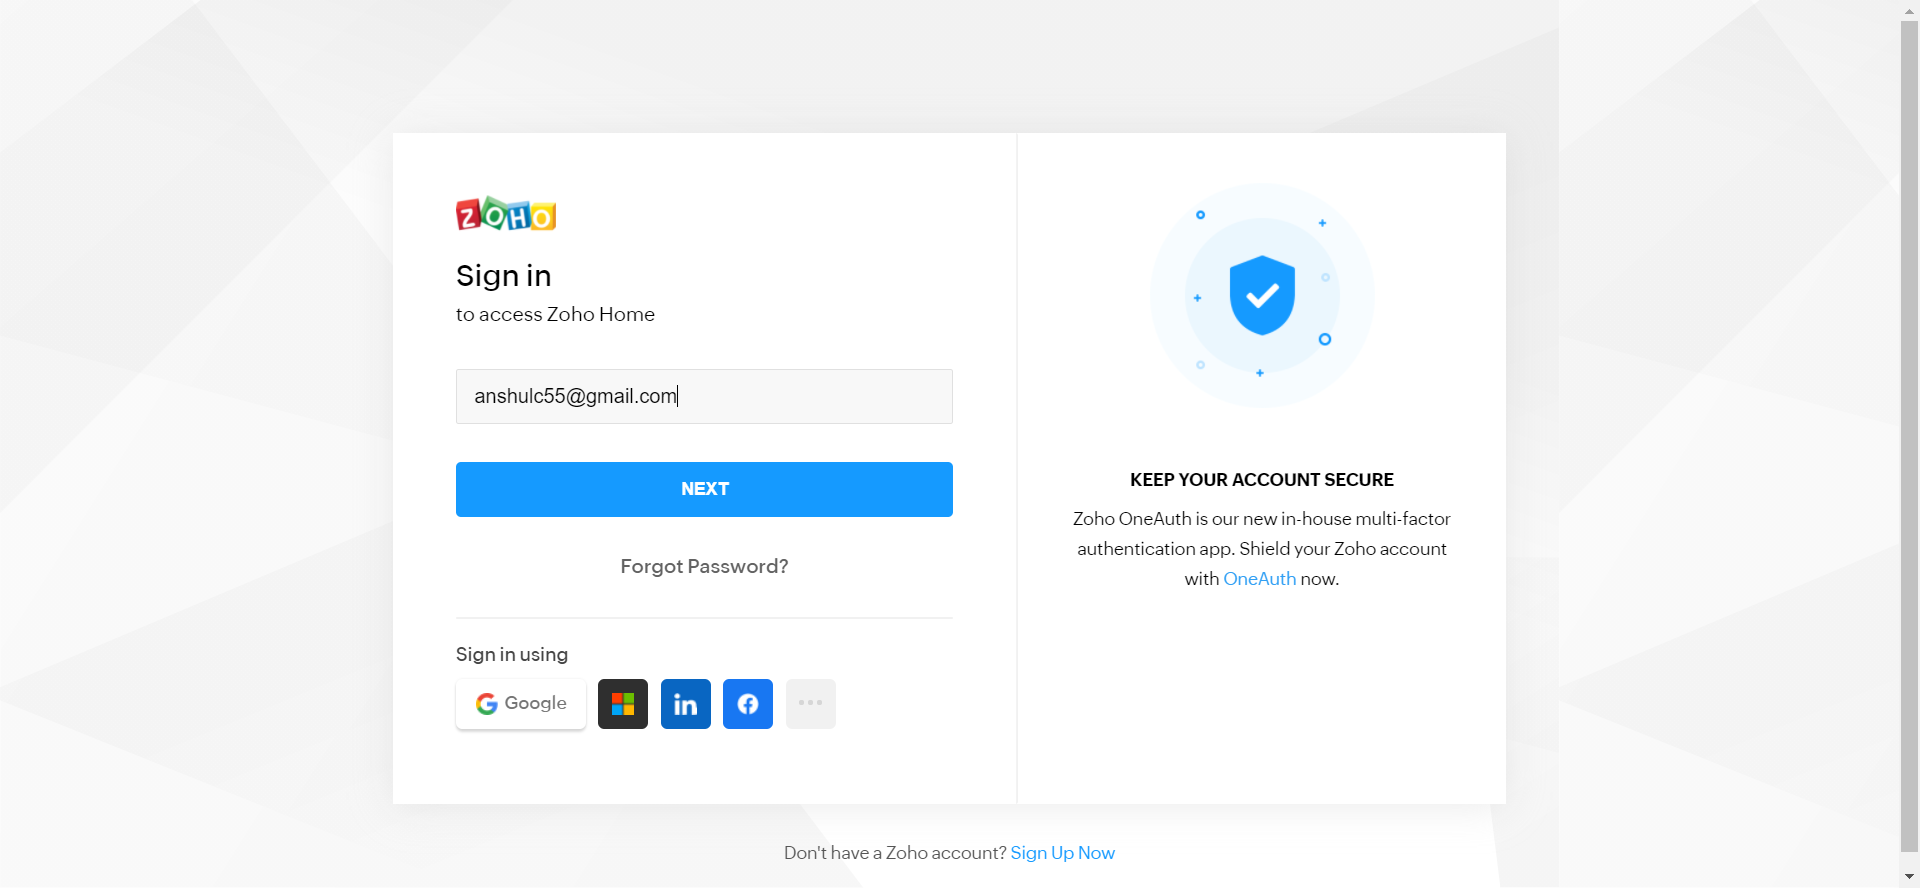 ZOHO
Sign in
to access Zoho Home
anshulc55@gmail.com
NEXT
Forgot Password?
Sign in using
Google
in
KEEP YOUR ACCOUNT SECURE
Zoho OneAuth is our new in-house multi-factor
authentication app. Shield your Zoho account
with OneAuth now.
Don't have a Zoho account? Sign Up Now